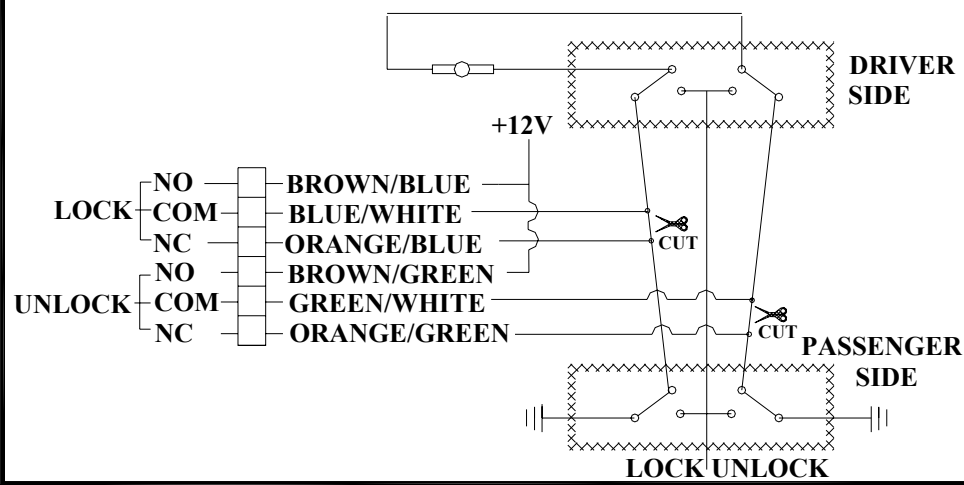 DRIVER
SIDE
+12V
NO BROWN/BLUE
LOCK COM BLUE/WHITE
NC ORANGE/BLUE
CUT
NO BROWN/GREEN
UNLOCK COM GREEN/WHITE
NC ORANGE/GREEN
CUT
PASSENGER
SIDE
LOCK UNLOCK